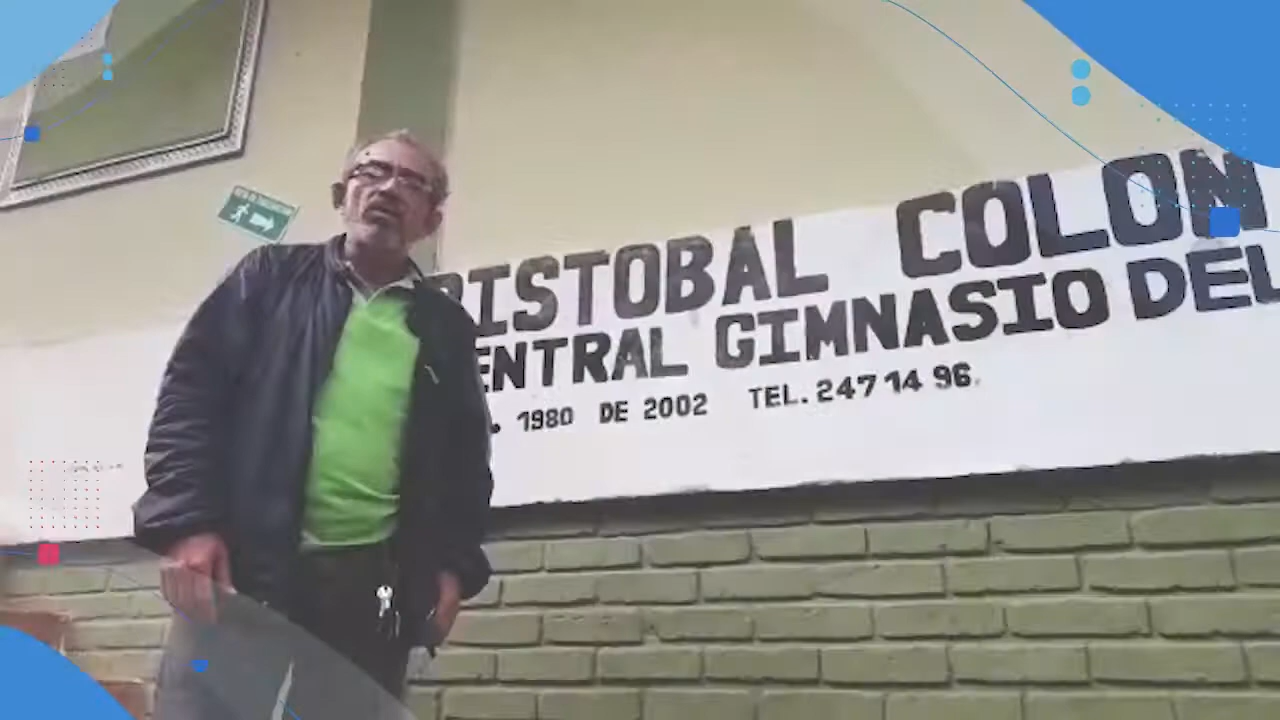 RISTOBAL COLON
ENTRAL GIMNASIO DEL
. 1980 DE 2002 TEL. 247 14 96.